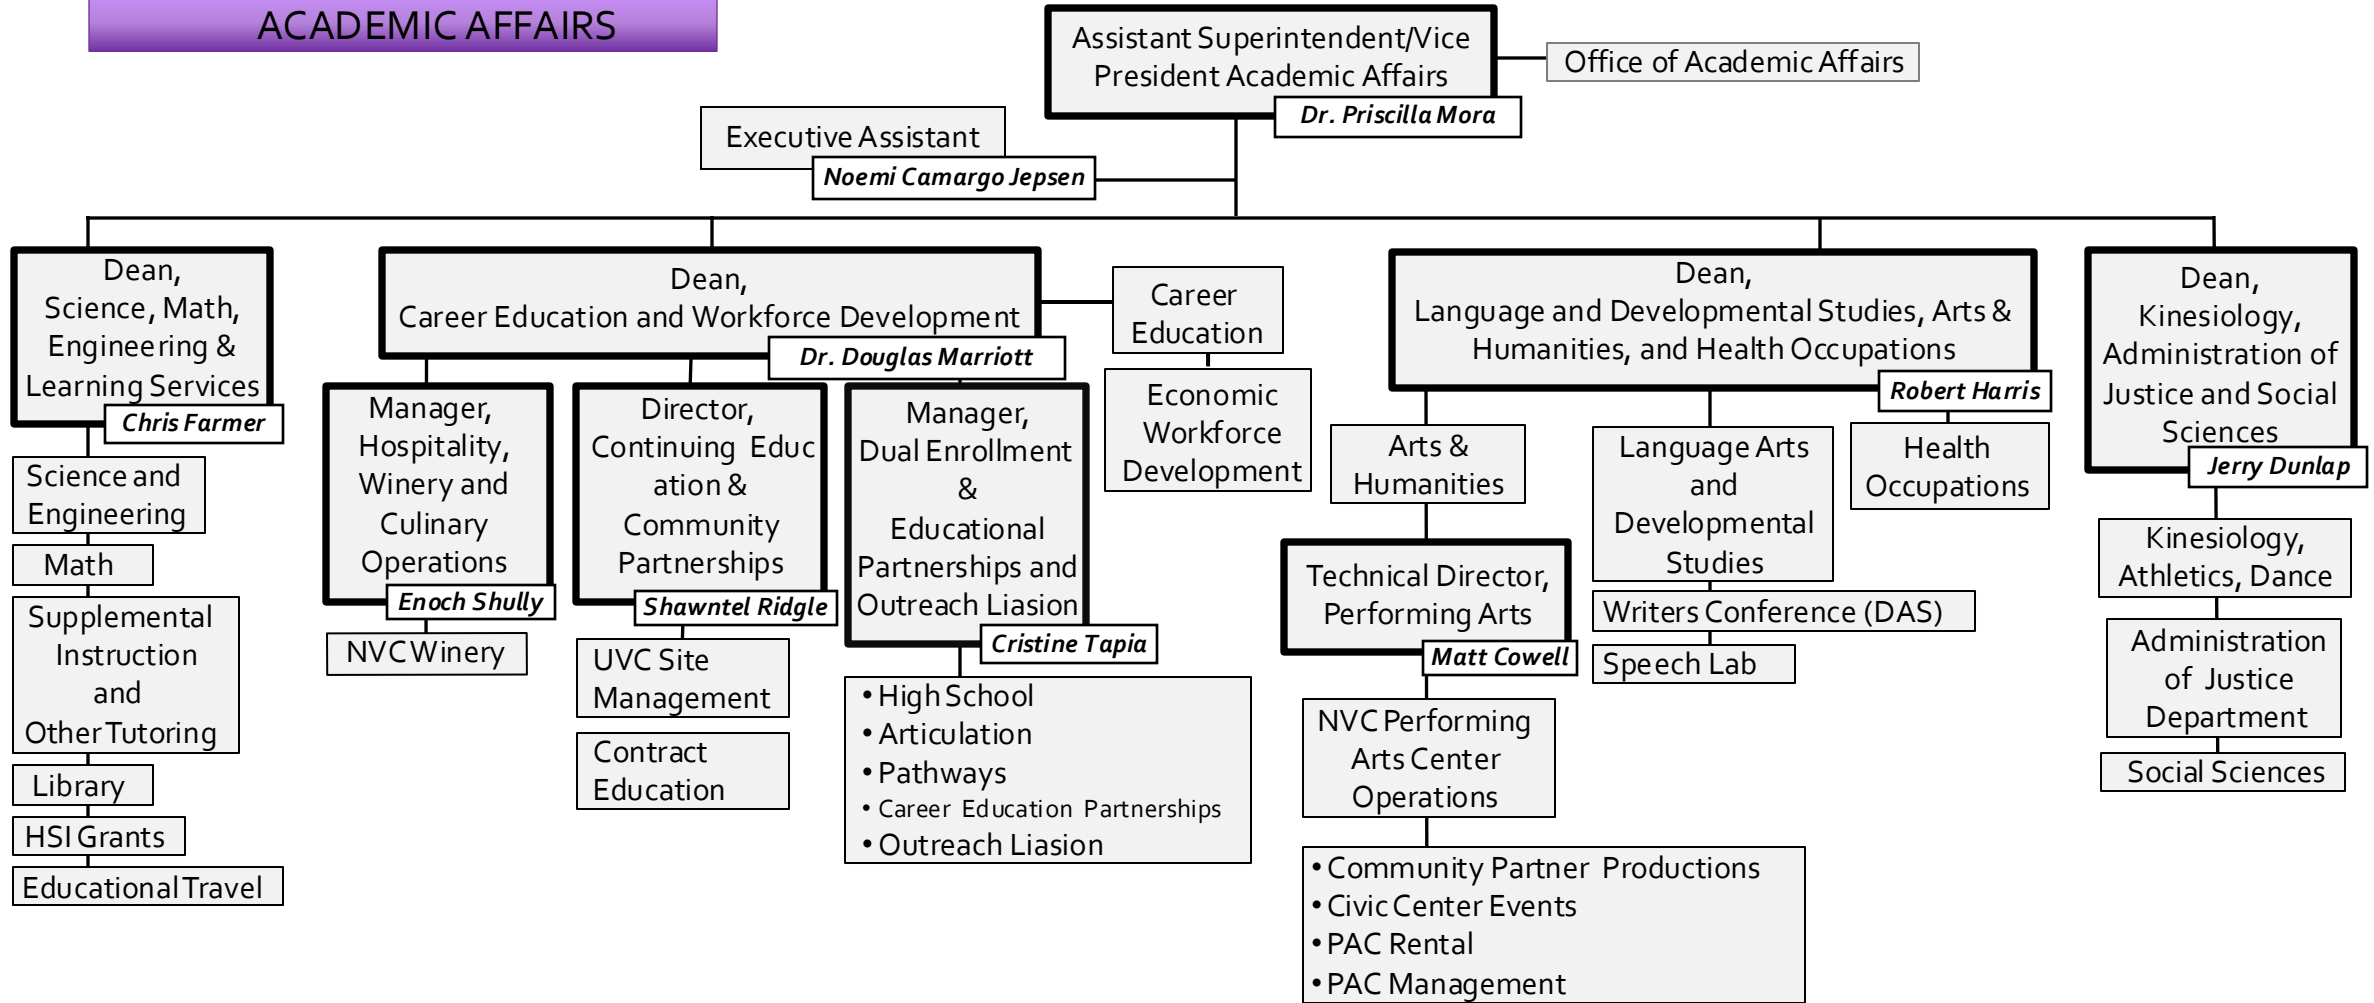 ACADEMIC AFFAIRS
Assistant Superintendent/Vice
President Academic Affairs
Dr. Priscilla Mora
Office of Academic Affairs
Executive Assistant
Noemi Camargo Jepsen
Dean,
Science, Math,
Engineering &
Learning Services
Chris Farmer
Science and
Engineering
Math
Supplemental
Instruction
and
Other Tutoring
Library
HSI Grants
Educational Travel
Dean,
Career Education and Workforce Development
Dr. Douglas Marriott
Career
Education
Economic
Workforce
Development
Manager,
Hospitality,
Winery and
Culinary
Operations
Enoch Shully
NVC Winery
Director,
Continuing Educ
ation &
Community
Partnerships
Shawntel Ridgle
UVC Site
Management
Contract
Education
Manager,
Dual Enrollment
&
Educational
Partnerships and
Outreach Liasion
Cristine Tapia
• High School
• Articulation
• Pathways
• Career Education Partnerships
• Outreach Liasion
Dean,
Language and Developmental Studies, Arts &
Humanities, and Health Occupations
Robert Harris
Arts &
Humanities
Technical Director,
Performing Arts
Matt Cowell
NVC Performing
Arts Center
Operations
• Community Partner Productions
• Civic Center Events
• PAC Rental
• PAC Management
Language Arts
and
Developmental
Studies
Writers Conference (DAS)
Speech Lab
Health
Occupations
Dean,
Kinesiology,
Administration of
Justice and Social
Sciences
Jerry Dunlap
Kinesiology,
Athletics, Dance
Administration
of Justice
Department
Social Sciences